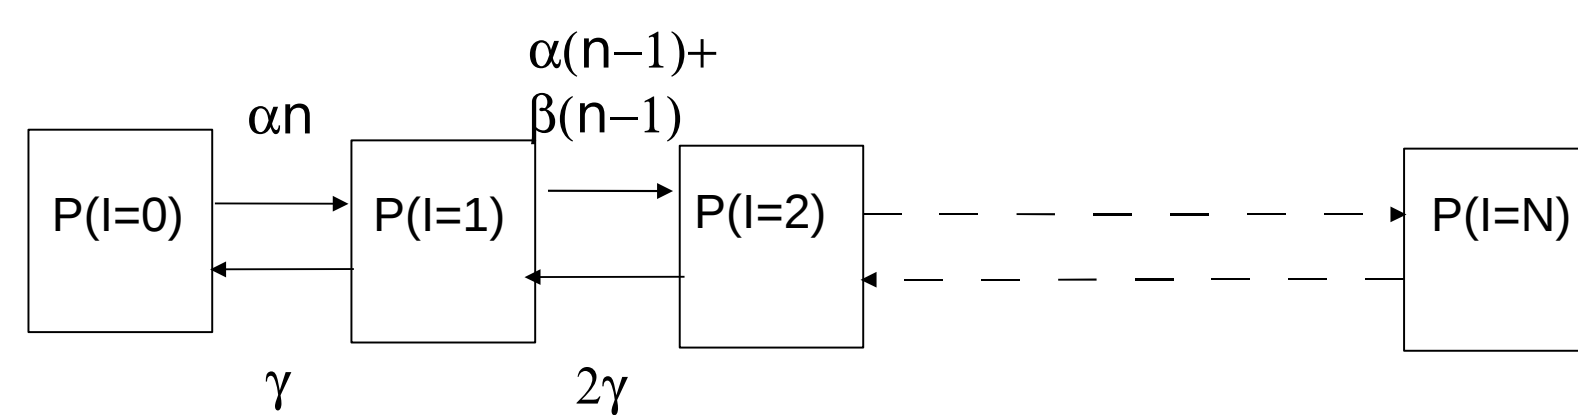 α(n−1)+
β(n−1)
αn
P(I=0)
P(I=1)
P(I=2)
P(I=N)
γ
2γ